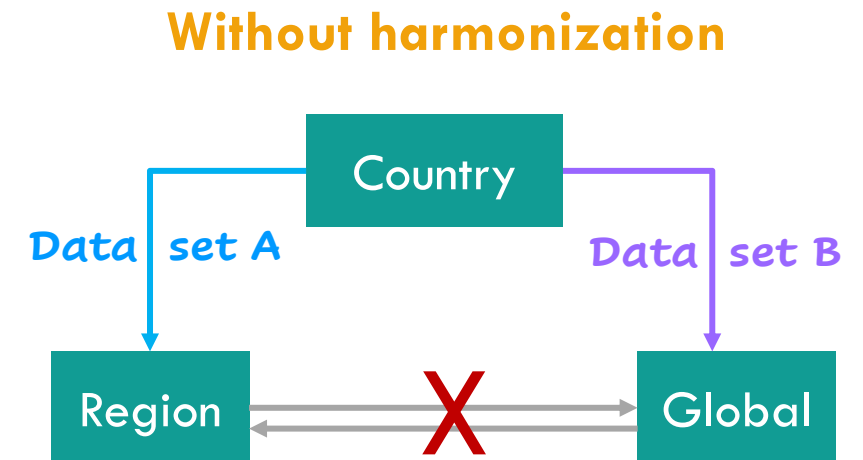 Without harmonization
Country
Data set A
Data set B
Region
X
Global